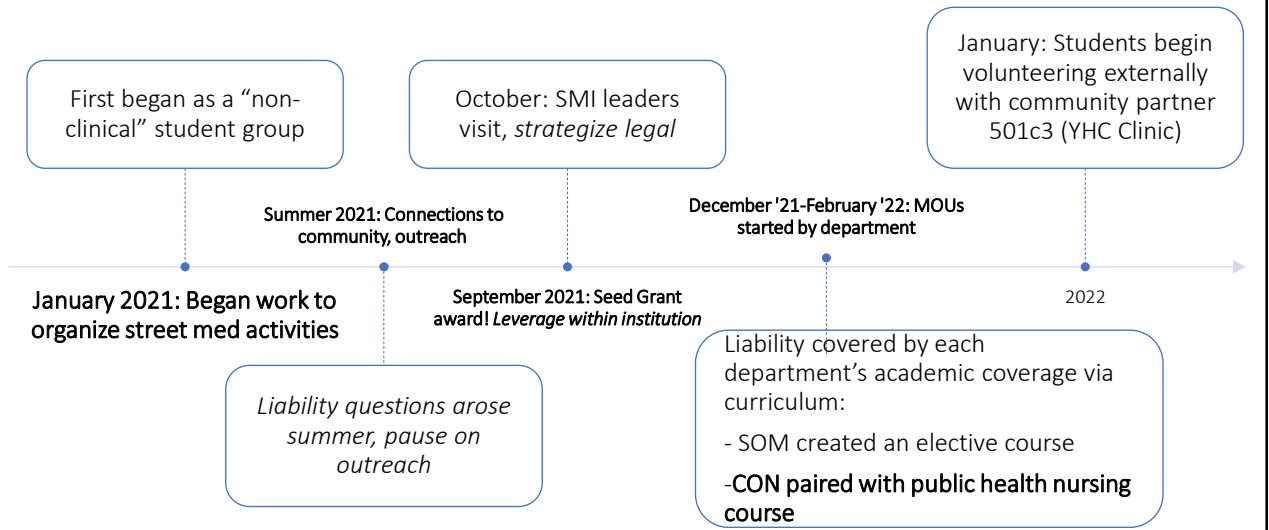 First began as a “non-
clinical” student group
January 2021: Began work to
organize street med activities
Summer 2021: Connections to
community, outreach
Liability questions arose
summer, pause on
outreach
October: SMI leaders
visit, strategize legal
September 2021: Seed Grant
award! Leverage within institution
December '21-February '22: MOUs
started by department
Liability covered by each
department’s academic coverage via
curriculum:
- SOM created an elective course
-CON paired with public health nursing
course
January: Students begin
volunteering externally
with community partner
501c3 (YHC Clinic)
2022